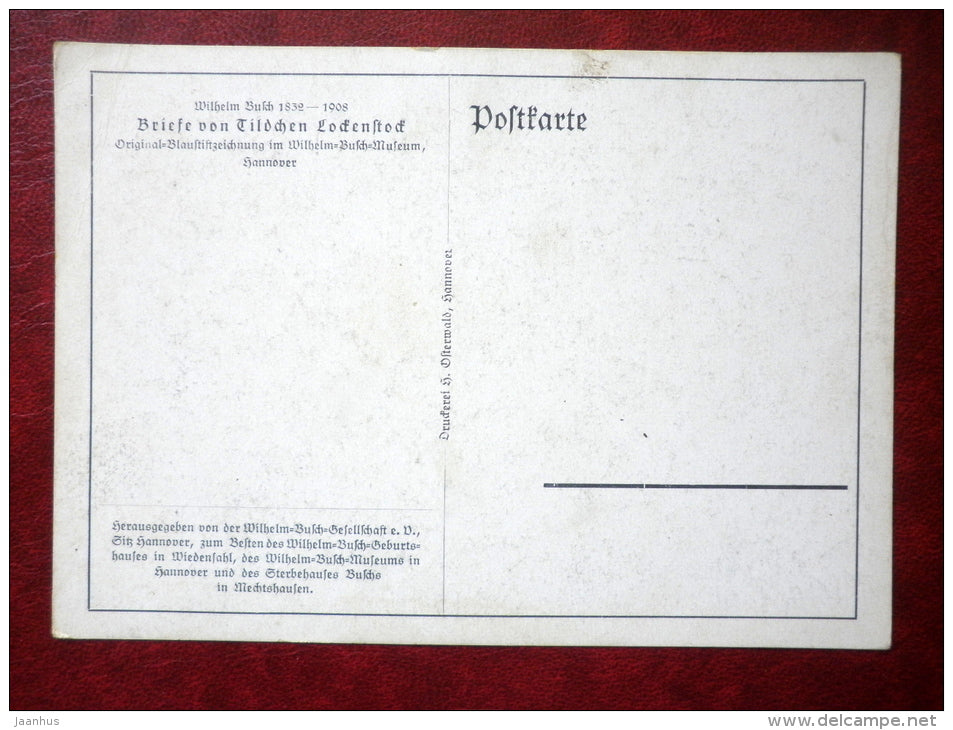 Wilhelm Busch 1832 — 1908
Briefe von Tildchen Lockenstock
Original=Blaustiftzeichnung im Wilhelm=Busch=Museum,
Hannover
Postkarte
Druckerei H. Osterwald, Hannover
Herausgegeben von der Wilhelm=Busch=Gesellschaft e. V.,
Sitz Hannover, zum Besten des Wilhelm=Busch=Geburts=
hauses in Wiedensahl, des Wilhelm=Busch=Museums in
Hannover und des Sterbehauses Buschs
in Mechtshausen.
jaanhus
www.delcampe.net